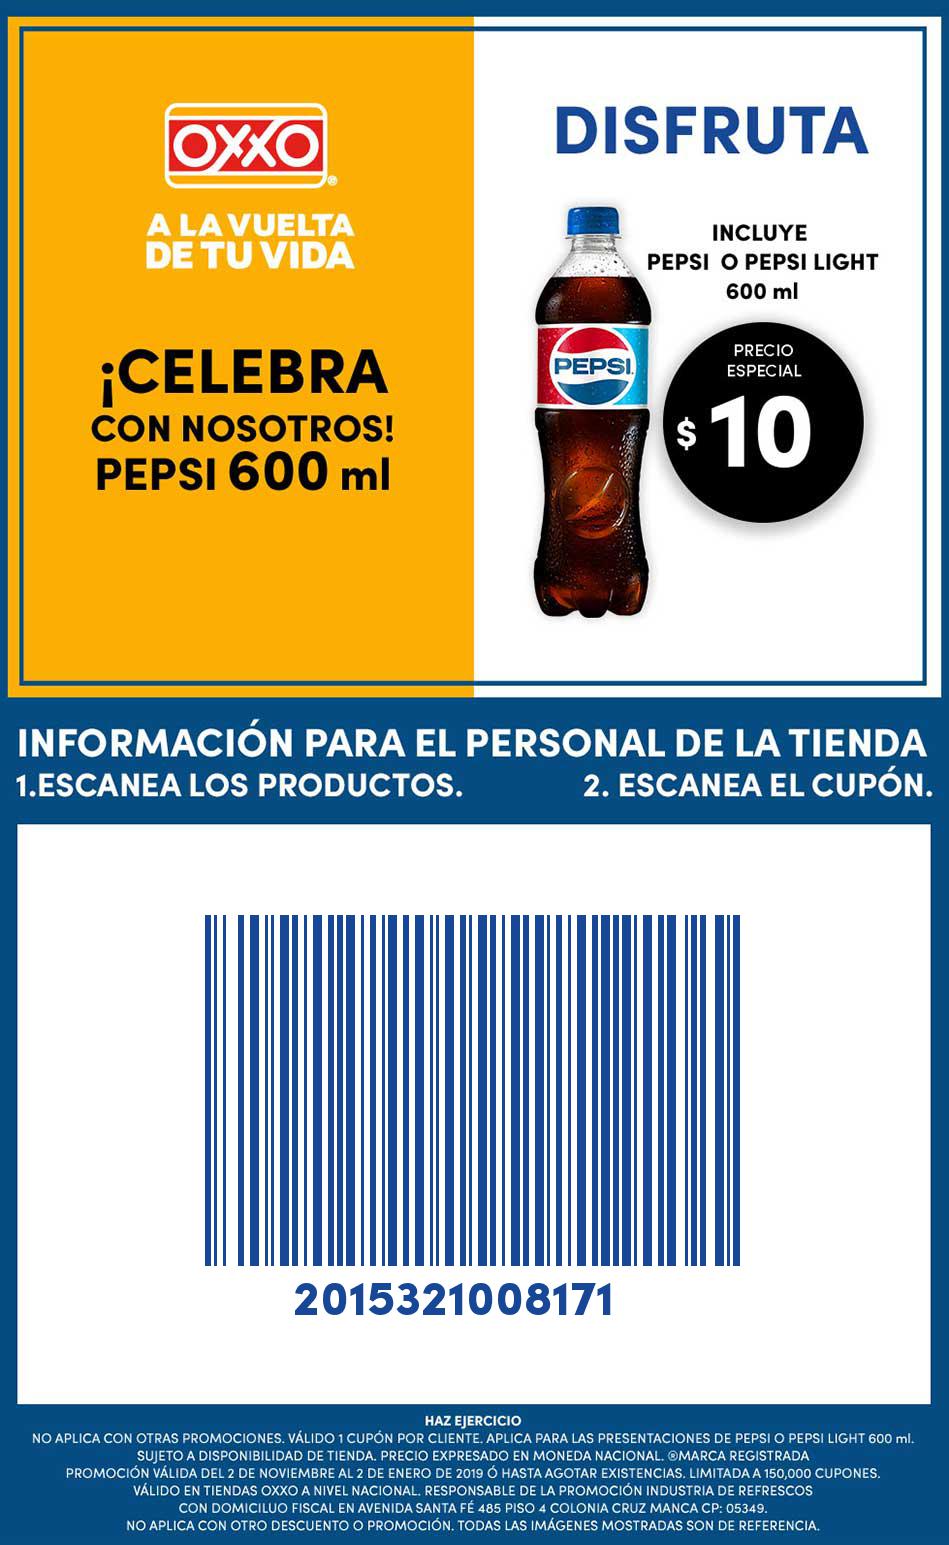 OXXO
®
A LA VUELTA
DE TU VIDA
¡CELEBRA
CON NOSOTROS!
PEPSI 600 ml
DISFRUTA
INCLUYE
PEPSI O PEPSI LIGHT
600 ml
PEPSI
PRECIO
ESPECIAL
$ 10
INFORMACIÓN PARA EL PERSONAL DE LA TIENDA
1.ESCANEA LOS PRODUCTOS. 2. ESCANEA EL CUPÓN.
2015321008171
HAZ EJERCICIO
NO APLICA CON OTRAS PROMOCIONES. VÁLIDO 1 CUPÓN POR CLIENTE. APLICA PARA LAS PRESENTACIONES DE PEPSI O PEPSI LIGHT 600 ml.
SUJETO A DISPONIBILIDAD DE TIENDA. PRECIO EXPRESADO EN MONEDA NACIONAL. ®MARCA REGISTRADA
PROMOCIÓN VÁLIDA DEL 2 DE NOVIEMBRE AL 2 DE ENERO DE 2019 Ó HASTA AGOTAR EXISTENCIAS. LIMITADA A 150,000 CUPONES.
VÁLIDO EN TIENDAS OXXO A NIVEL NACIONAL. RESPONSABLE DE LA PROMOCIÓN INDUSTRIA DE REFRESCOS
CON DOMICILUO FISCAL EN AVENIDA SANTA FÉ 485 PISO 4 COLONIA CRUZ MANCA CP: 05349.
NO APLICA CON OTRO DESCUENTO O PROMOCIÓN. TODAS LAS IMÁGENES MOSTRADAS SON DE REFERENCIA.